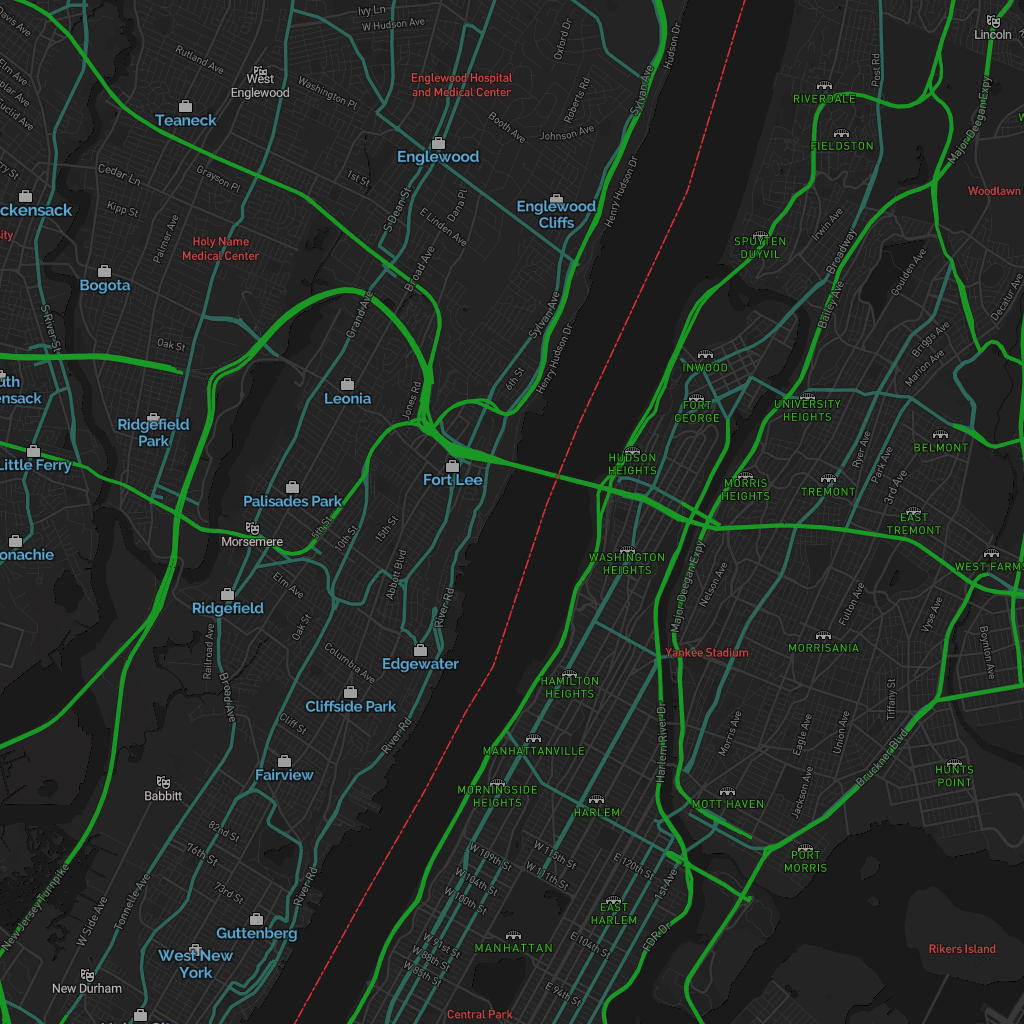 Davis Ave
Ivy Ln
W Hudson Ave
Oxford Dr
Hudson Dr
Lincoln
Rutland Ave
West
Englewood
Washington Pl
Englewood Hospital
and Medical Center
Roberts Rd
Sylvan Ave
Post Rd
RIVERDALE
Major Deegan Expy
Elm Ave
Teaneck
Booth Ave
Johnson Ave
FIELDSTON
Englewood
Cedar Ln
Grayson Pl
1st St
Woodlawn
Kipp St
Palmer Ave
S Dean St
Dana Pl
E Linden Ave
Englewood
Cliffs
Henry Hudson Dr
Irwin Ave
Broadway
SPUYTEN
DUYVIL
Holy Name
Medical Center
Broad Ave
Goulden Ave
Decatur Ave
Bogota
S River St
Grand Ave
Sylvan Ave
Bailey Ave
Henry Hudson Dr
Briggs Ave
Marion Ave
Oak St
INWOOD
6th St
Jones Rd
Leonia
FORT
GEORGE
UNIVERSITY
HEIGHTS
Ridgefield
Park
BELMONT
Ryer Ave
Park Ave
3rd Ave
Little Ferry
HUDSON
HEIGHTS
Fort Lee
MORRIS
HEIGHTS
TREMONT
Palisades Park
5th St
10th St
15th St
EAST
TREMONT
Morsemere
WASHINGTON
HEIGHTS
Major Deegan Expy
Nelson Ave
WEST FARMS
Abbott Blvd
Elm Ave
River Rd
Fulton Ave
Vyse Ave
Ridgefield
Oak St
Boynton Ave
Railroad Ave
Edgewater
Yankee Stadium
MORRISANIA
Columbia Ave
HAMILTON
HEIGHTS
Tiffany St
Broad Ave
Cliffside Park
Cliff St
River Rd
Harlem River Dr
Morris Ave
Eagle Ave
Union Ave
Bruckner Blvd
MANHATTANVILLE
Fairview
HUNTS
POINT
Babbitt
MORNINGSIDE
HEIGHTS
HARLEM
MOTT HAVEN
Jackson Ave
82nd St
76th St
73rd St
W 109th St
W 115th St
W 111th St
E 120th St
W 104th St
W 100th St
1st Ave
PORT
MORRIS
New Jersey Turnpike
W Side Ave
Tonnelle Ave
River Rd
Guttenberg
EAST
HARLEM
FDR Dr
MANHATTAN
E 104th St
W 91st St
W 88th St
W 85th St
Rikers Island
West New
York
New Durham
E 94th St
Central Park